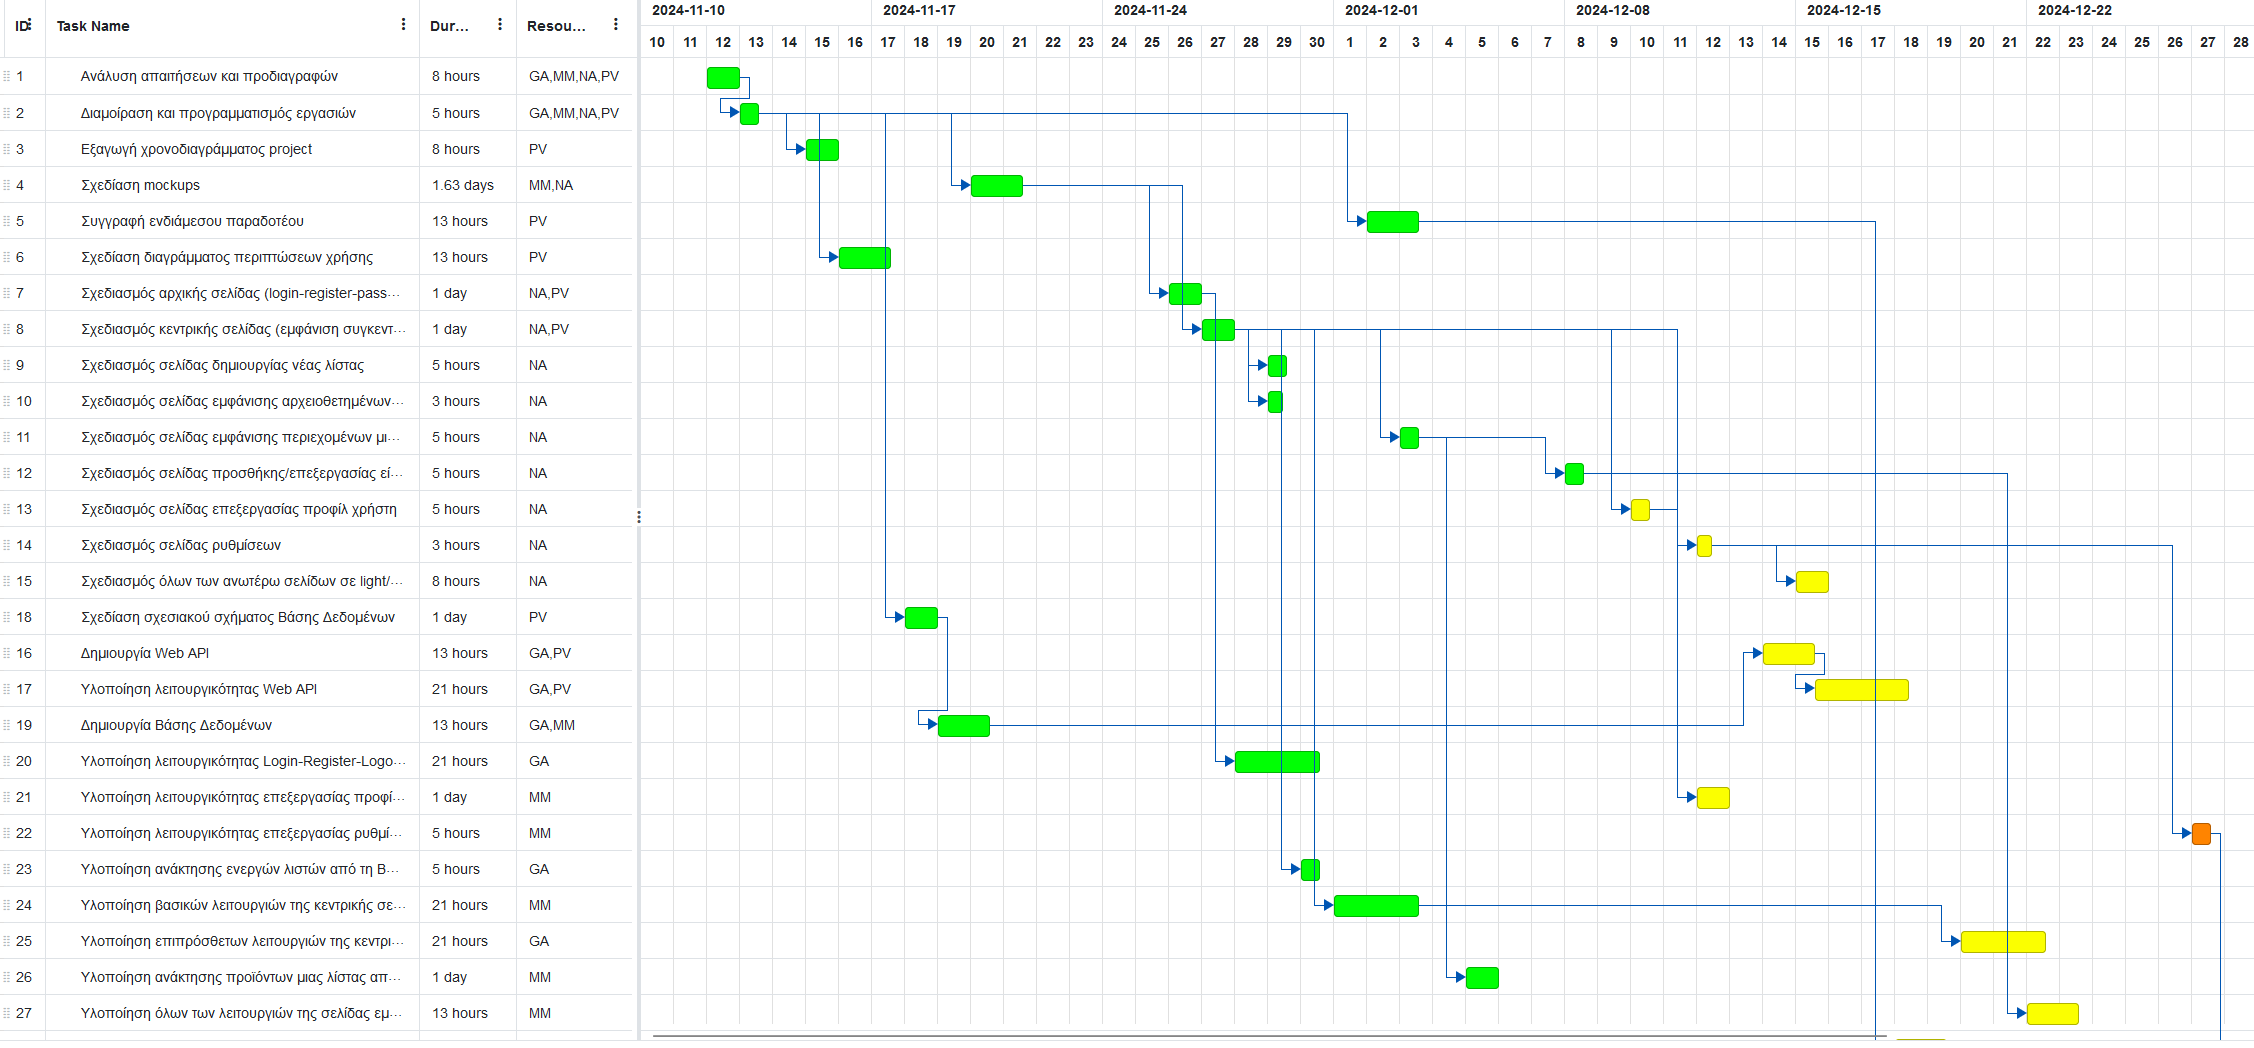 ID Task Name Dur... Resou... 2024-11-10 2024-11-17 2024-11-24 2024-12-01 2024-12-08 2024-12-15 2024-12-22
10 11 12 13 14 15 16 17 18 19 20 21 22 23 24 25 26 27 28 29 30 1 2 3 4 5 6 7 8 9 10 11 12 13 14 15 16 17 18 19 20 21 22 23 24 25 26 27 28
1 Ανάλυση απαιτήσεων και προδιαγραφών 8 hours GA,MM,NA,PV
2 Διαμοίραση και προγραμματισμός εργασιών 5 hours GA,MM,NA,PV
3 Εξαγωγή χρονοδιαγράμματος project 8 hours PV
4 Σχεδίαση mockups 1.63 days MM,NA
5 Συγγραφή ενδιάμεσου παραδοτέου 13 hours PV
6 Σχεδίαση διαγράμματος περιπτώσεων χρήσης 13 hours PV
7 Σχεδιασμός αρχικής σελίδας (login-register-pass... 1 day NA,PV
8 Σχεδιασμός κεντρικής σελίδας (εμφάνιση συγκεντ... 1 day NA,PV
9 Σχεδιασμός σελίδας δημιουργίας νέας λίστας 5 hours NA
10 Σχεδιασμός σελίδας εμφάνισης αρχειοθετημένων... 3 hours NA
11 Σχεδιασμός σελίδας εμφάνισης περιεχομένων μι... 5 hours NA
12 Σχεδιασμός σελίδας προσθήκης/επεξεργασίας εί... 5 hours NA
13 Σχεδιασμός σελίδας επεξεργασίας προφίλ χρήστη 5 hours NA
14 Σχεδιασμός σελίδας ρυθμίσεων 3 hours NA
15 Σχεδιασμός όλων των ανωτέρω σελίδων σε light/... 8 hours NA
18 Σχεδίαση σχεσιακού σχήματος Βάσης Δεδομένων 1 day PV
16 Δημιουργία Web API 13 hours GA,PV
17 Υλοποίηση λειτουργικότητας Web API 21 hours GA,PV
19 Δημιουργία Βάσης Δεδομένων 13 hours GA,MM
20 Υλοποίηση λειτουργικότητας Login-Register-Logo... 21 hours GA
21 Υλοποίηση λειτουργικότητας επεξεργασίας προφί... 1 day MM
22 Υλοποίηση λειτουργικότητας επεξεργασίας ρυθμί... 5 hours MM
23 Υλοποίηση ανάκτησης ενεργών λιστών από τη Β... 5 hours GA
24 Υλοποίηση βασικών λειτουργιών της κεντρικής σε... 21 hours MM
25 Υλοποίηση επιπρόσθετων λειτουργιών της κεντρι... 21 hours GA
26 Υλοποίηση ανάκτησης προϊόντων μιας λίστας απ... 1 day MM
27 Υλοποίηση όλων των λειτουργιών της σελίδας εμ... 13 hours MM